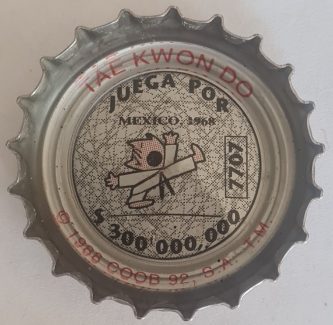 TAE KWON DO
JUEGA POR
MEXICO, 1968
7707
$ 300'000,000
© 1988 COOB 92, S.A. T.M.